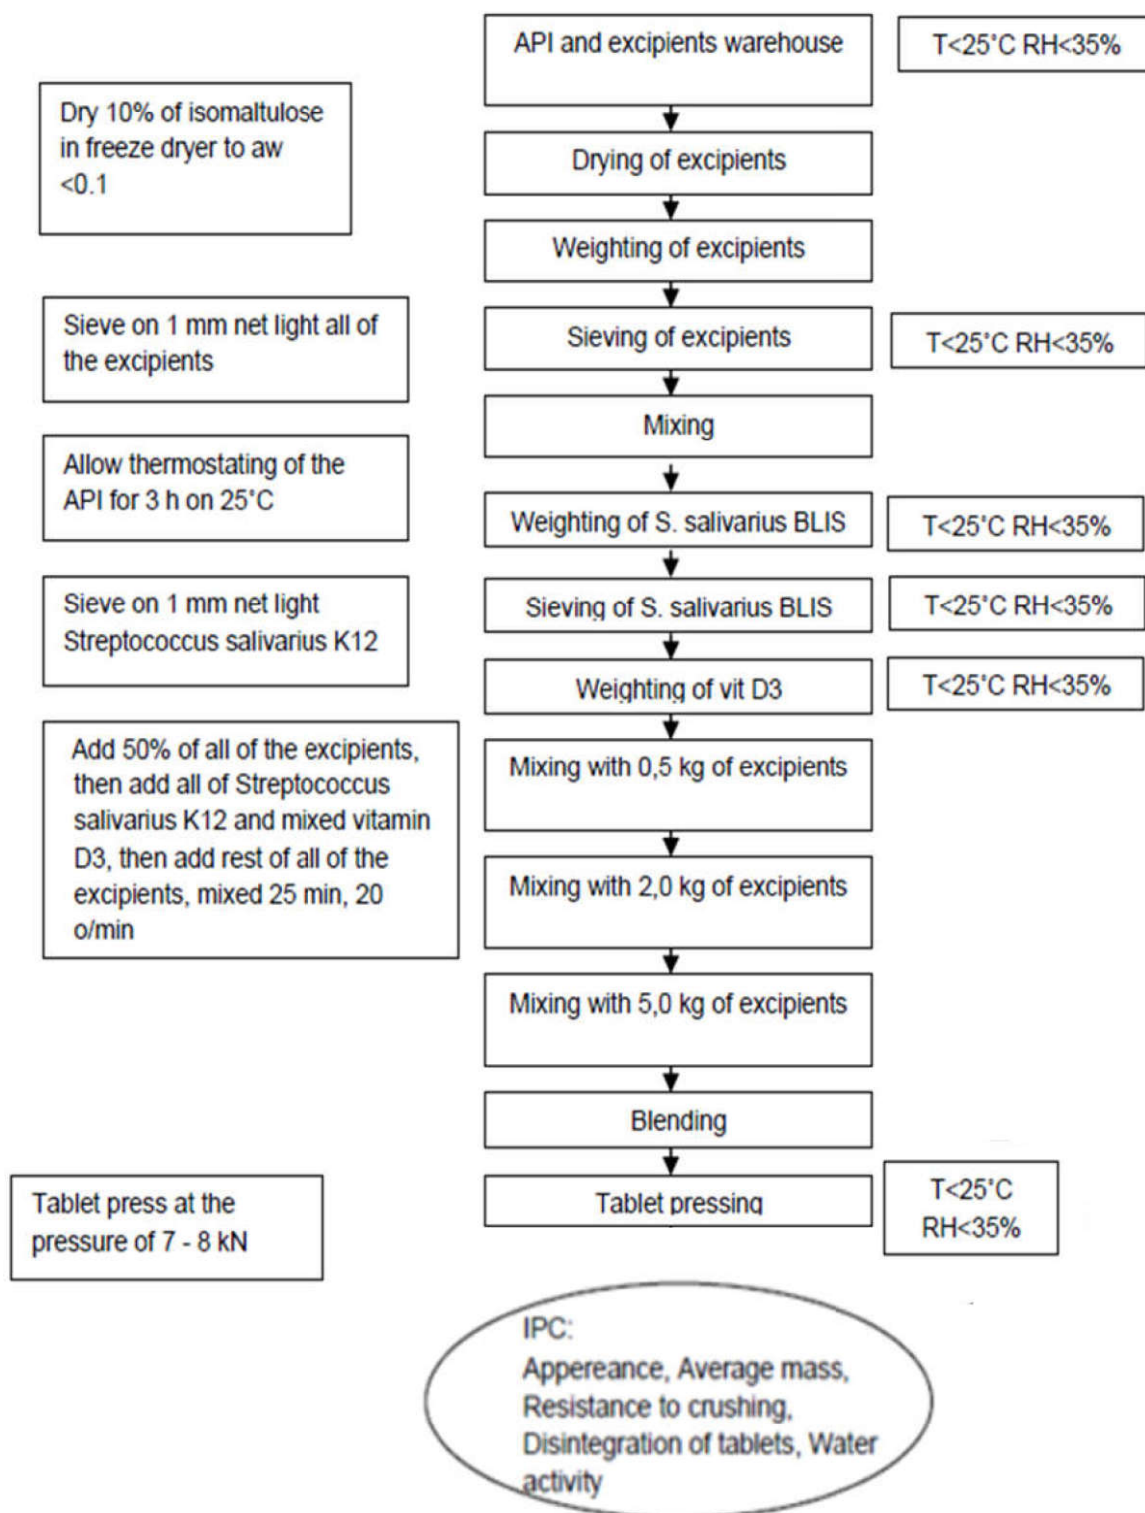 API and excipients warehouse
T<25°C RH<35%
Dry 10% of isomaltulose
in freeze dryer to aw
<0.1
Drying of excipients
Weighting of excipients
Sieve on 1 mm net light all of
the excipients
Sieving of excipients
T<25°C RH<35%
Mixing
Allow thermostating of the
API for 3 h on 25°C
Weighting of S. salivarius BLIS
T<25°C RH<35%
Sieve on 1 mm net light
Streptococcus salivarius K12
Sieving of S. salivarius BLIS
T<25°C RH<35%
Weighting of vit D3
T<25°C RH<35%
Add 50% of all of the excipients,
then add all of Streptococcus
salivarius K12 and mixed vitamin
D3, then add rest of all of the
excipients, mixed 25 min, 20
o/min
Mixing with 0,5 kg of excipients
Mixing with 2,0 kg of excipients
Mixing with 5,0 kg of excipients
Blending
Tablet press at the
pressure of 7 - 8 kN
Tablet pressing
T<25°C
RH<35%
IPC:
Appereance, Average mass,
Resistance to crushing,
Disintegration of tablets, Water
activity